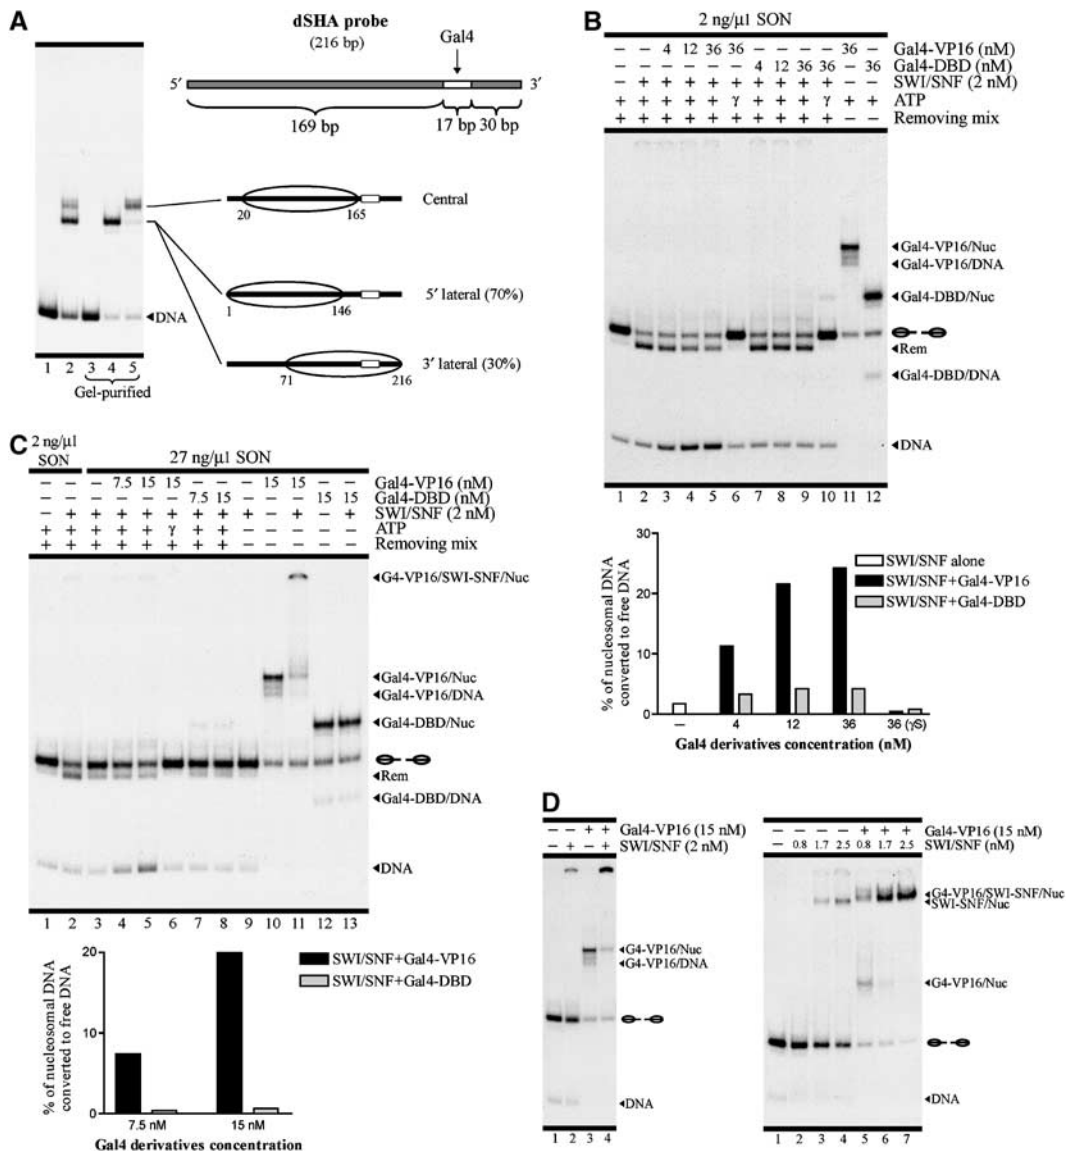 A
dSHA probe
(216 bp)
Gal4
5′ 3′
169 bp 17 bp 30 bp
20 165 Central
1 146 5′ lateral (70%)
71 216 3′ lateral (30%)
DNA
1 2 3 4 5
Gel-purified
B
2 ng/µl SON
– – 4 12 36 36 – – – – 36 – Gal4-VP16 (nM)
– – – – – – 4 12 36 36 – 36 Gal4-DBD (nM)
– + + + + + + + + + – – SWI/SNF (2 nM)
+ + + + + γ + + + γ + + ATP
+ + + + + + + + + + – – Removing mix
Gal4-VP16/Nuc
Gal4-VP16/DNA
Gal4-DBD/Nuc
Rem
Gal4-DBD/DNA
DNA
1 2 3 4 5 6 7 8 9 10 11 12
30
20
10
0
% of nucleosomal DNA
converted to free DNA
SWI/SNF alone
SWI/SNF+Gal4-VP16
SWI/SNF+Gal4-DBD
– 4 12 36 36 (γS)
Gal4 derivatives concentration (nM)
C
2 ng/µl
SON
27 ng/µl SON
– – – 7.5 15 15 – – – 15 15 – – Gal4-VP16 (nM)
– – – – – – 7.5 15 – – – 15 15 Gal4-DBD (nM)
– + + + + + + + + – + – + SWI/SNF (2 nM)
+ + + + + γ + + – – – – – ATP
+ + + + + + + + – – – – – Removing mix
G4-VP16/SWI-SNF/Nuc
Gal4-VP16/Nuc
Gal4-VP16/DNA
Gal4-DBD/Nuc
Rem
Gal4-DBD/DNA
DNA
1 2 3 4 5 6 7 8 9 10 11 12 13
20
10
0
% of nucleosomal DNA
converted to free DNA
SWI/SNF+Gal4-VP16
SWI/SNF+Gal4-DBD
7.5 nM 15 nM
Gal4 derivatives concentration
D
– – + + Gal4-VP16 (15 nM)
– + – + SWI/SNF (2 nM)
G4-VP16/Nuc
G4-VP16/DNA
DNA
1 2 3 4
– – – – + + + Gal4-VP16 (15 nM)
– 0.8 1.7 2.5 0.8 1.7 2.5 SWI/SNF (nM)
G4-VP16/SWI-SNF/Nuc
SWI-SNF/Nuc
G4-VP16/Nuc
DNA
1 2 3 4 5 6 7